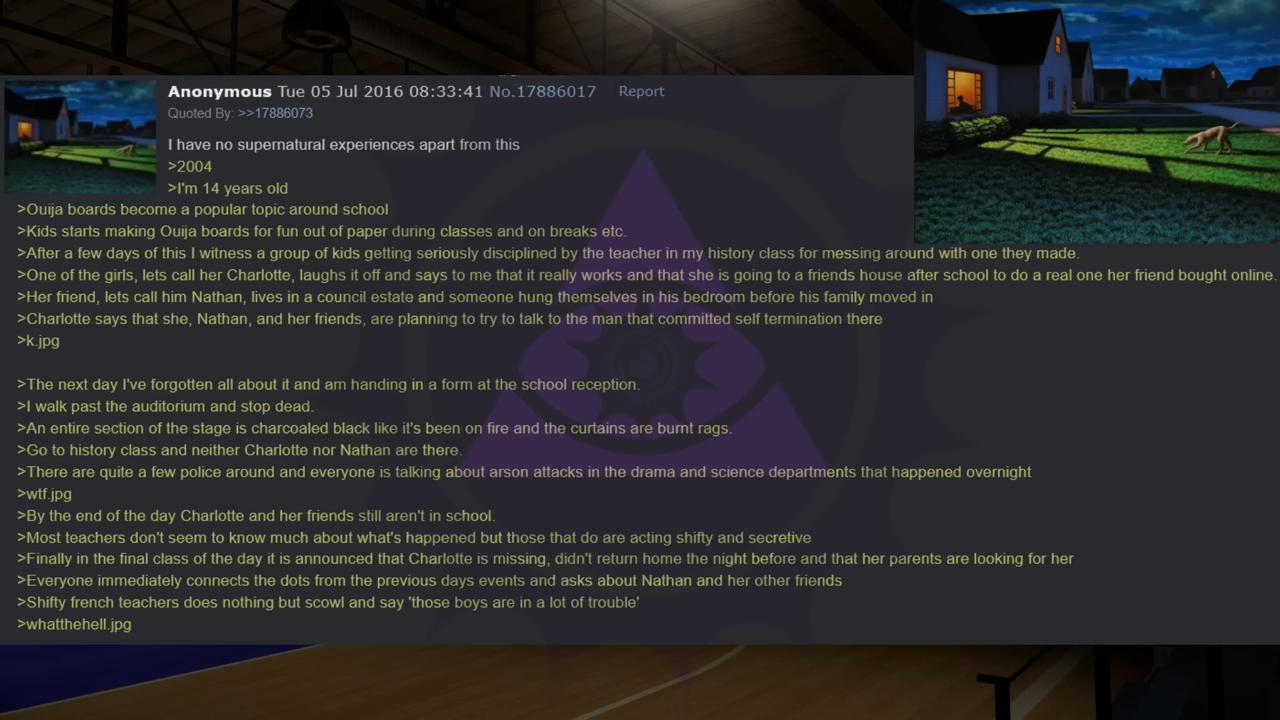 Anonymous Tue 05 Jul 2016 08:33:41 No.17886017 Report
Quoted By: >>17886073
I have no supernatural experiences apart from this
>2004
>I'm 14 years old
>Ouija boards become a popular topic around school
>Kids starts making Ouija boards for fun out of paper during classes and on breaks etc.
>After a few days of this I witness a group of kids getting seriously disciplined by the teacher in my history class for messing around with one they made.
>One of the girls, lets call her Charlotte, laughs it off and says to me that it really works and that she is going to a friends house after school to do a real one her friend bought online.
>Her friend, lets call him Nathan, lives in a council estate and someone hung themselves in his bedroom before his family moved in
>Charlotte says that she, Nathan, and her friends, are planning to try to talk to the man that committed self termination there
>k.jpg
>The next day I've forgotten all about it and am handing in a form at the school reception.
>I walk past the auditorium and stop dead.
>An entire section of the stage is charcoaled black like it's been on fire and the curtains are burnt rags.
>Go to history class and neither Charlotte nor Nathan are there.
>There are quite a few police around and everyone is talking about arson attacks in the drama and science departments that happened overnight
>wtf.jpg
>By the end of the day Charlotte and her friends still aren't in school.
>Most teachers don't seem to know much about what's happened but those that do are acting shifty and secretive
>Finally in the final class of the day it is announced that Charlotte is missing, didn't return home the night before and that her parents are looking for her
>Everyone immediately connects the dots from the previous days events and asks about Nathan and her other friends
>Shifty french teachers does nothing but scowl and say 'those boys are in a lot of trouble'
>whatthehell.jpg